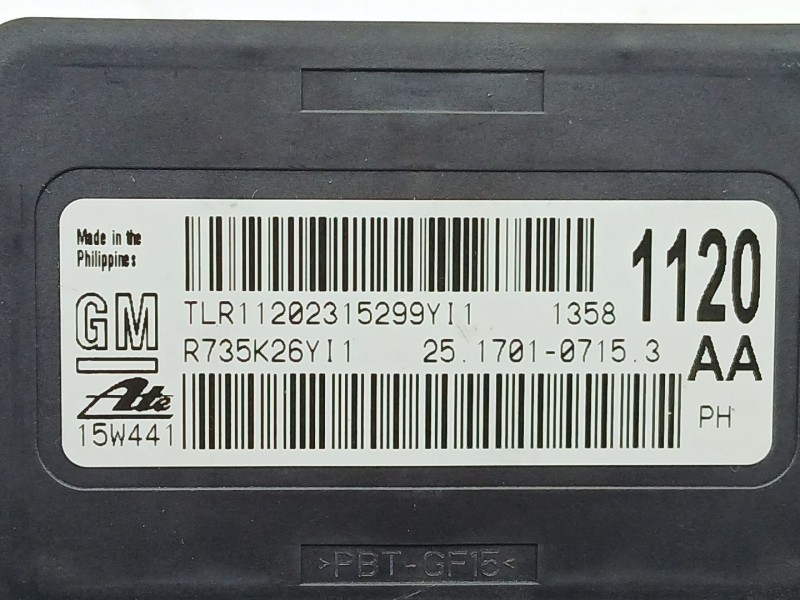 Made in the
Philippines
GM
Ate
15W441
TLR11202315299YI1 1358
R735K26YI1 25.1701-0715.3
1120
AA
PH
>PBT-GF15<